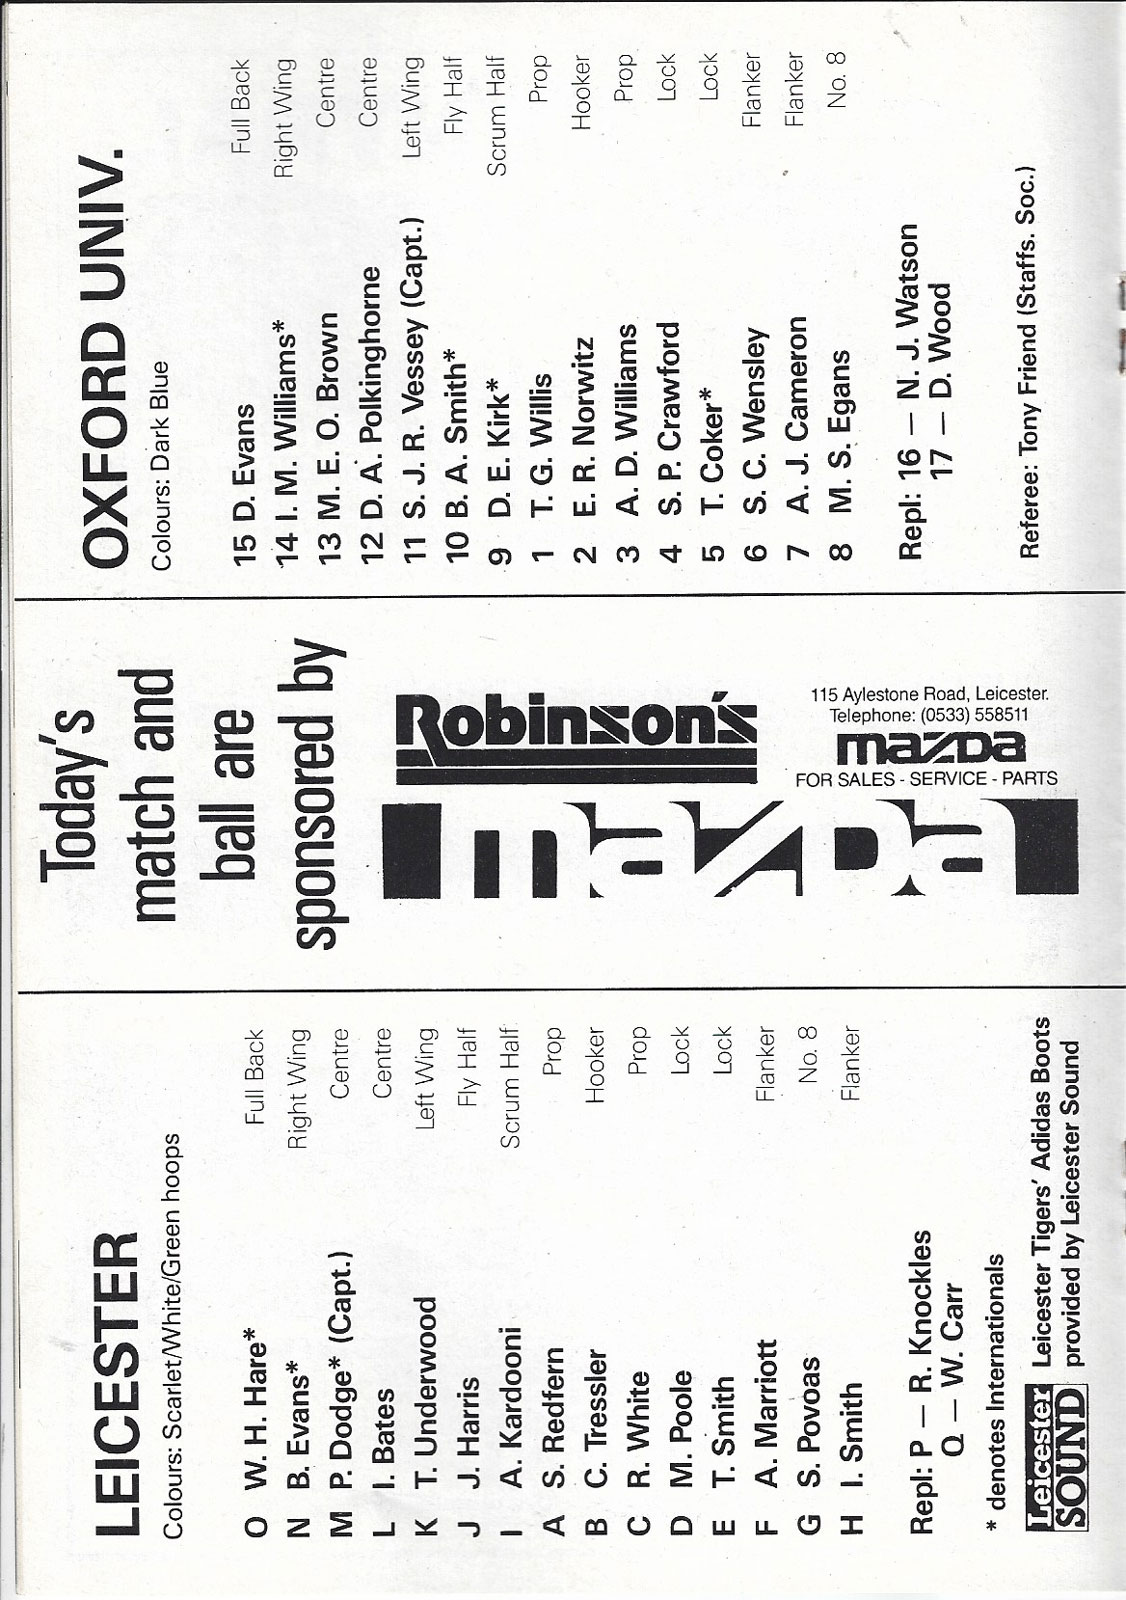 LEICESTER
Colours: Scarlet/White/Green hoops
O W. H. Hare* Full Back
N B. Evans* Right Wing
M P. Dodge* (Capt.) Centre
L I. Bates Centre
K T. Underwood Left Wing
J J. Harris Fly Half
I A. Kardooni Scrum Half
A S. Redfern Prop
B C. Tressler Hooker
C R. White Prop
D M. Poole Lock
E T. Smith Lock
F A. Marriott Flanker
G S. Povoas No. 8
H I. Smith Flanker
Repl: P — R. Knockles
Q — W. Carr
* denotes Internationals
Leicester
SOUND
Leicester Tigers' Adidas Boots
provided by Leicester Sound
Today's
match and
ball are
sponsored by
Robinson's
mazda
115 Aylestone Road, Leicester.
Telephone: (0533) 558511
mazda
FOR SALES - SERVICE - PARTS
OXFORD UNIV.
Colours: Dark Blue
15 D. Evans Full Back
14 I. M. Williams* Right Wing
13 M. E. O. Brown Centre
12 D. A. Polkinghorne Centre
11 S. J. R. Vessey (Capt.) Left Wing
10 B. A. Smith* Fly Half
9 D. E. Kirk* Scrum Half
1 T. G. Willis Prop
2 E. R. Norwitz Hooker
3 A. D. Williams Prop
4 S. P. Crawford Lock
5 T. Coker* Lock
6 S. C. Wensley Flanker
7 A. J. Cameron Flanker
8 M. S. Egans No. 8
Repl: 16 — N. J. Watson
17 — D. Wood
Referee: Tony Friend (Staffs. Soc.)